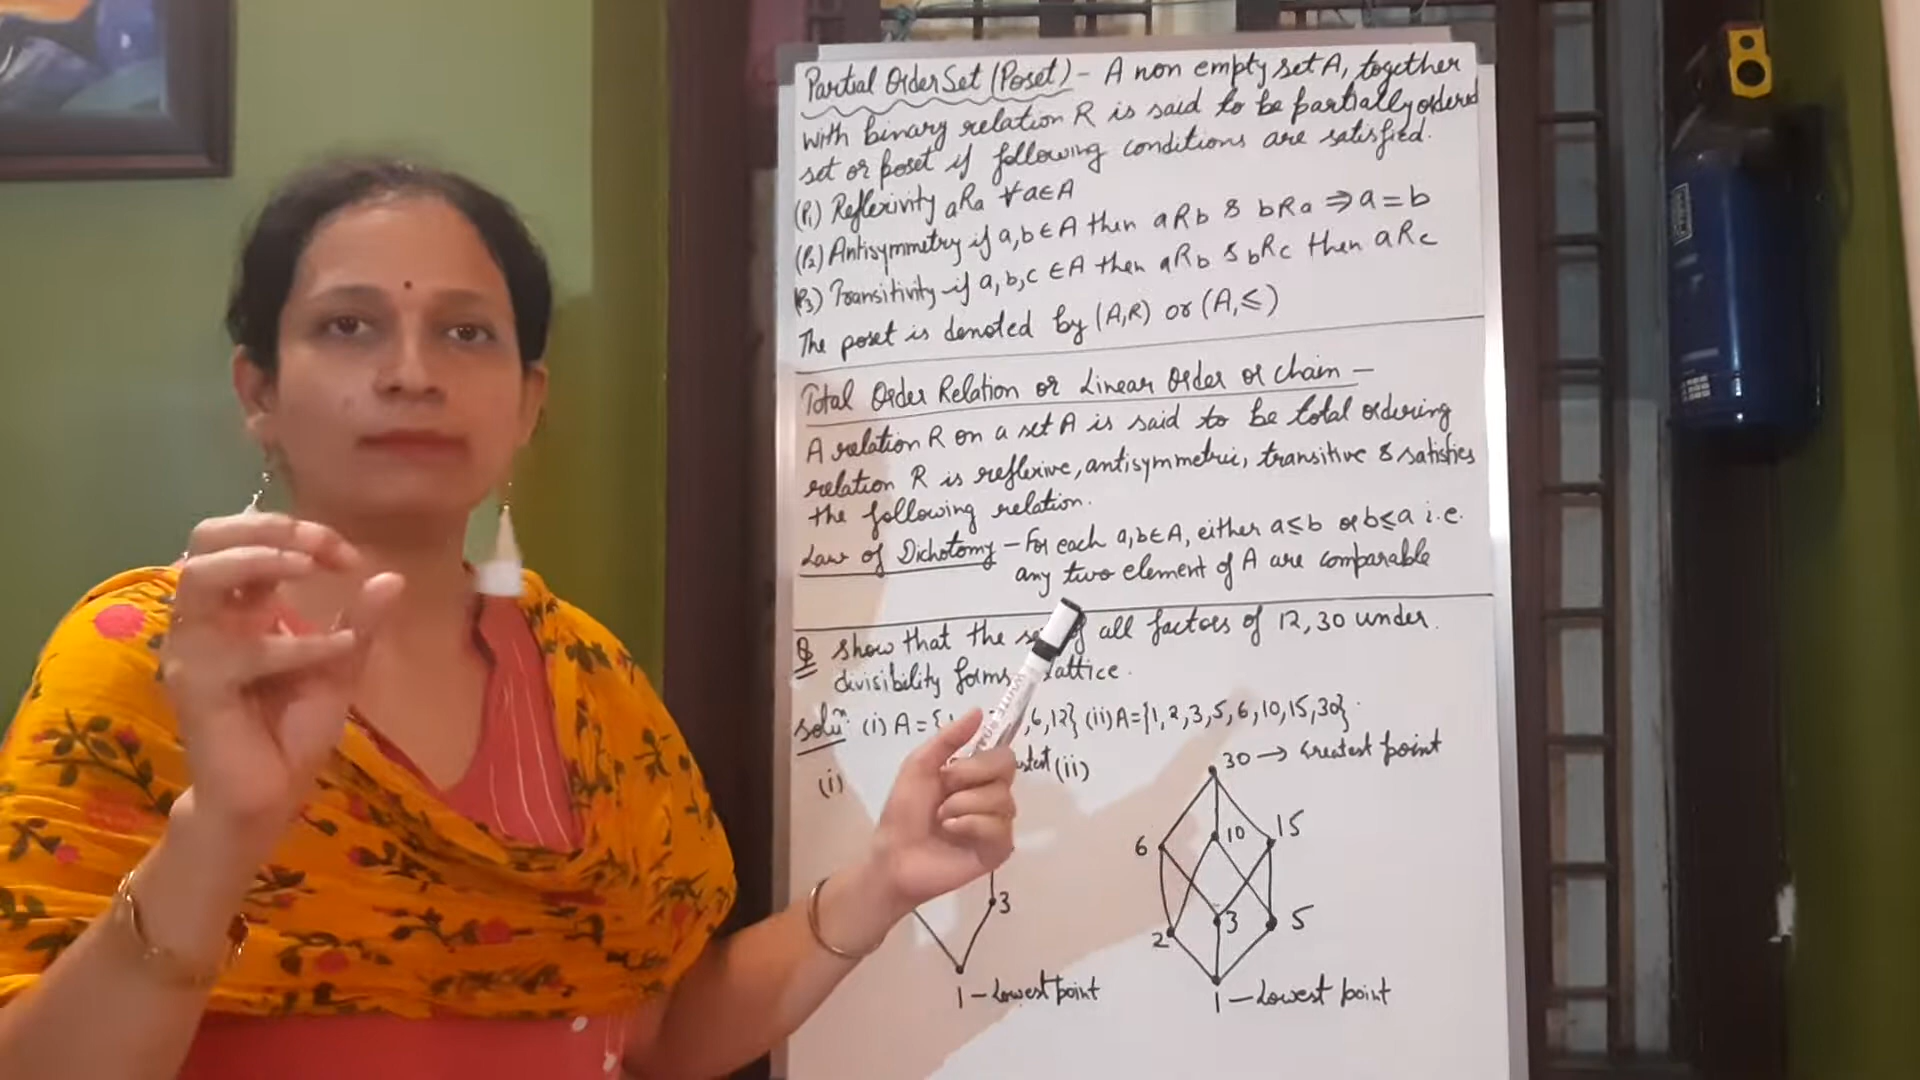 Partial Order Set (Poset) - A non empty set A, together
with binary relation R is said to be partially ordered
set or poset if following conditions are satisfied.
(P₁) Reflexivity aRa ∀a∈A
(P₂) Antisymmetry if a,b∈A then aRb & bRa ⇒ a=b
(P₃) Transitivity if a,b,c ∈A then aRb & bRc then aRc
The poset is denoted by (A,R) or (A,≤)
Total Order Relation or Linear Order or chain -
A relation R on a set A is said to be total ordering
relation R is reflexive, antisymmetric, transitive & satisfies
the following relation.
Law of Dichotomy - For each a,b∈A, either a≤b or b≤a i.e.
any two element of A are comparable
Q show that the all factors of 12,30 under.
divisibility forms lattice.
solun (i) A={ ,6,12} (ii) A={1,2,3,5,6,10,15,30}.
(i) (ii)
30 → Greatest point
6 10 15
3
2 3 5
1 - Lowest point
1 - Lowest point